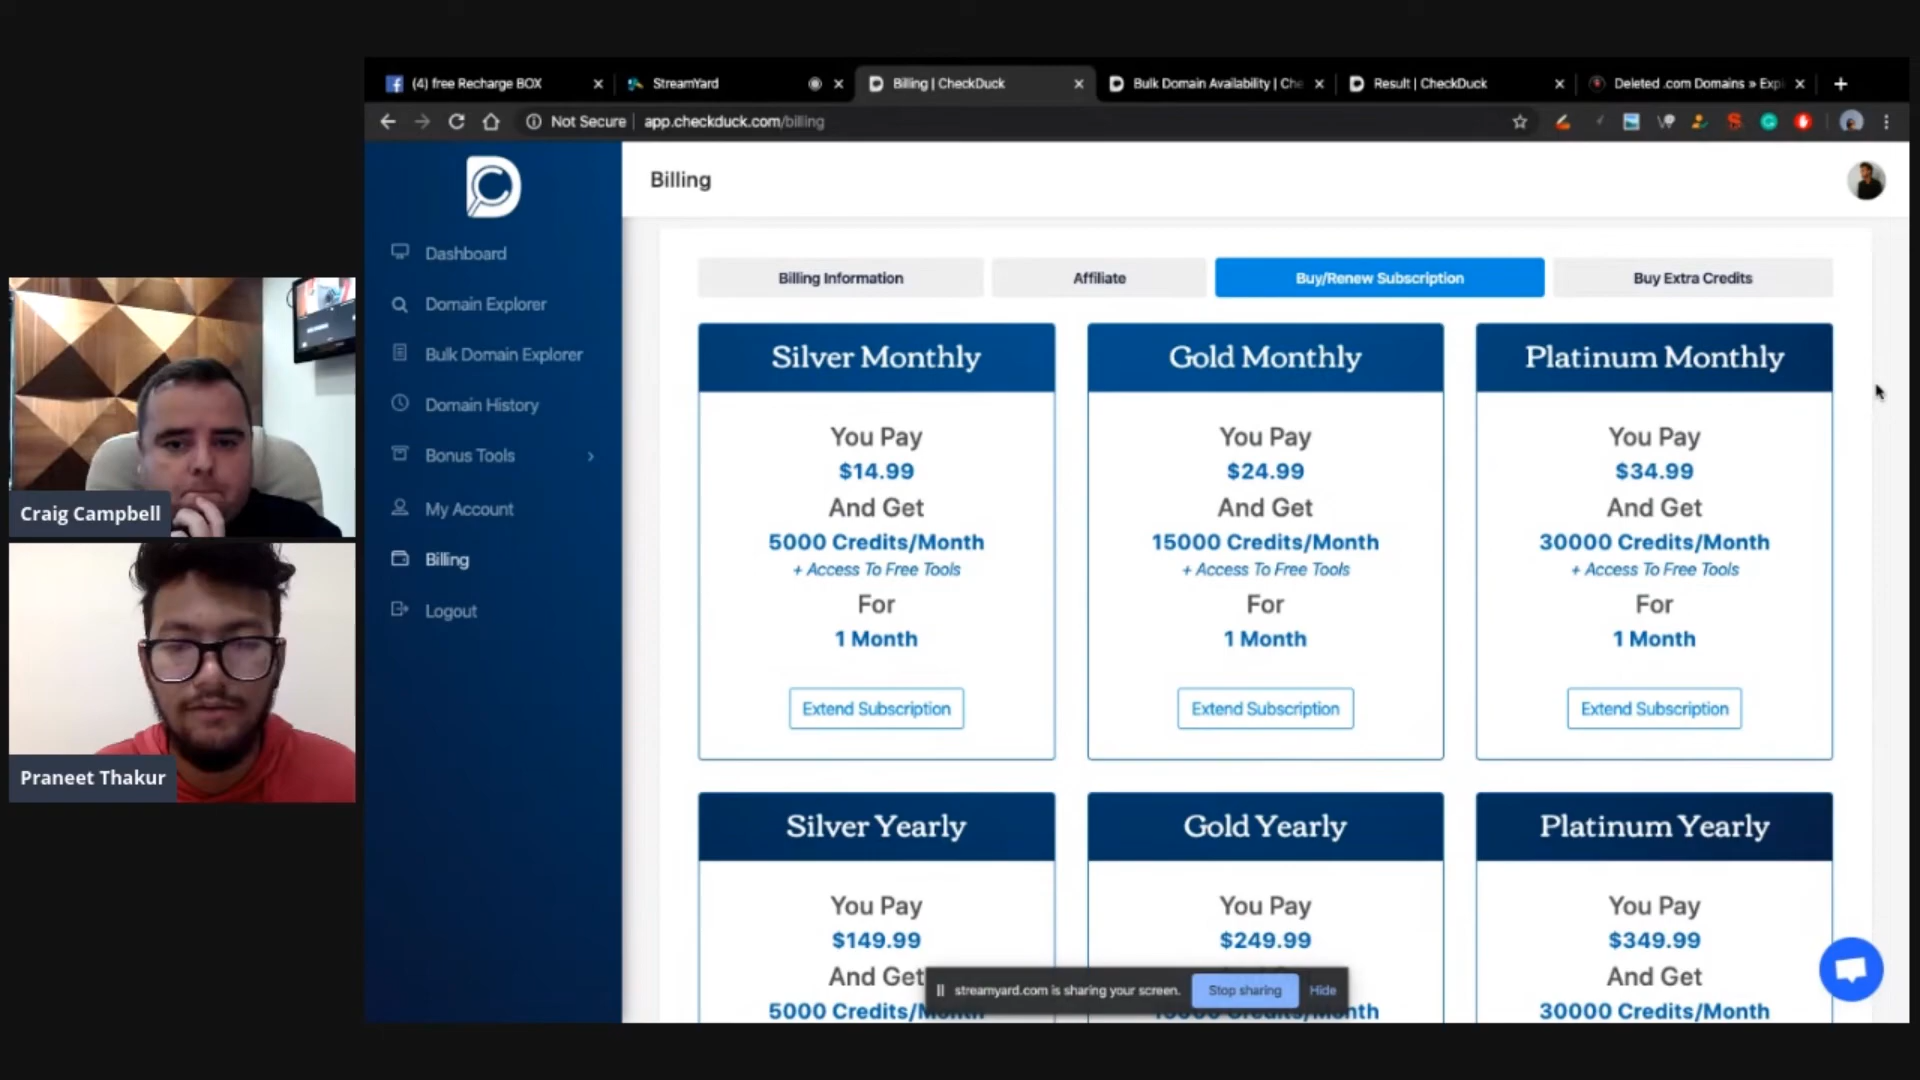 (4) free Recharge BOX
StreamYard
Billing | CheckDuck
Bulk Domain Availability | Che
Result | CheckDuck
Deleted .com Domains » Expi
Not Secure
app.checkduck.com/billing
Billing
Dashboard
Domain Explorer
Bulk Domain Explorer
Domain History
Bonus Tools
My Account
Billing
Logout
Billing Information
Affiliate
Buy/Renew Subscription
Buy Extra Credits
Silver Monthly
You Pay
$14.99
And Get
5000 Credits/Month
+ Access To Free Tools
For
1 Month
Extend Subscription
Gold Monthly
You Pay
$24.99
And Get
15000 Credits/Month
+ Access To Free Tools
For
1 Month
Extend Subscription
Platinum Monthly
You Pay
$34.99
And Get
30000 Credits/Month
+ Access To Free Tools
For
1 Month
Extend Subscription
Silver Yearly
You Pay
$149.99
And Get
5000 Credits/
Gold Yearly
You Pay
$249.99
Platinum Yearly
You Pay
$349.99
And Get
30000 Credits/Month
streamyard.com is sharing your screen.
Stop sharing
Hide
Craig Campbell
Praneet Thakur